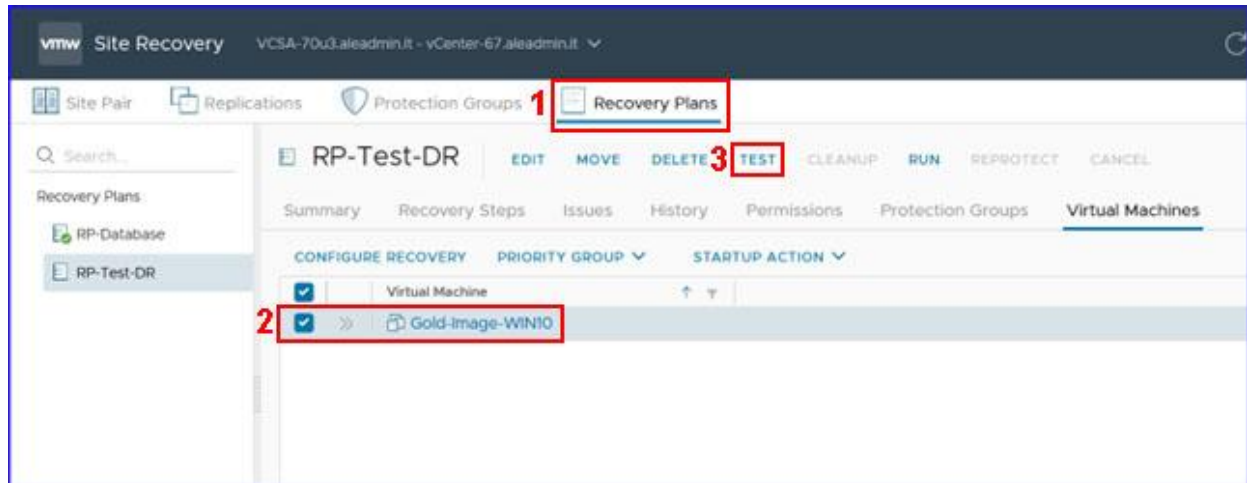 vmw Site Recovery VCSA-70u3.aleadmin.it - vCenter-67.aleadmin.it
Site Pair Replications Protection Groups 1 Recovery Plans
Search...
RP-Test-DR EDIT MOVE DELETE 3 TEST CLEANUP RUN REPROTECT CANCEL
Recovery Plans
Summary Recovery Steps Issues History Permissions Protection Groups Virtual Machines
RP-Database
CONFIGURE RECOVERY PRIORITY GROUP STARTUP ACTION
RP-Test-DR
Virtual Machine
2 Gold-Image-WIN10